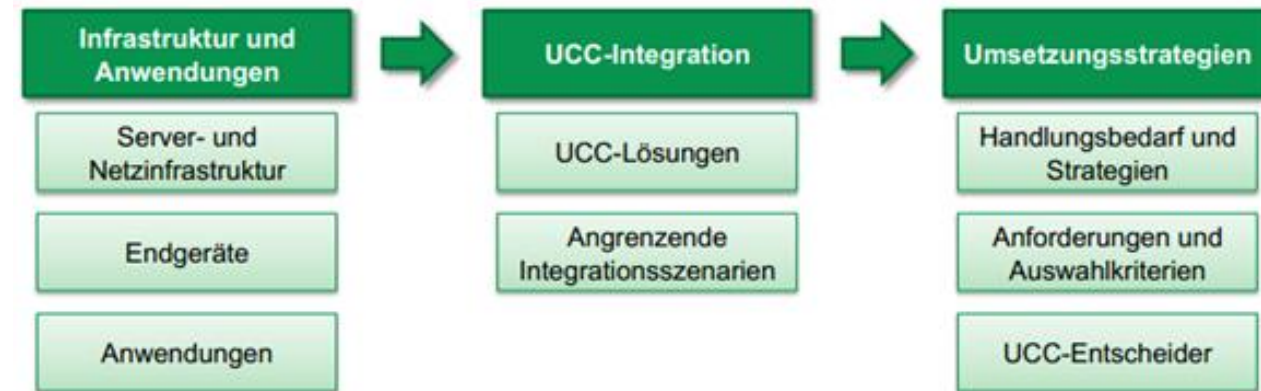 Infrastruktur und
Anwendungen
Server- und
Netzinfrastruktur
Endgeräte
Anwendungen
UCC-Integration
UCC-Lösungen
Angrenzende
Integrationsszenarien
Umsetzungsstrategien
Handlungsbedarf und
Strategien
Anforderungen und
Auswahlkriterien
UCC-Entscheider